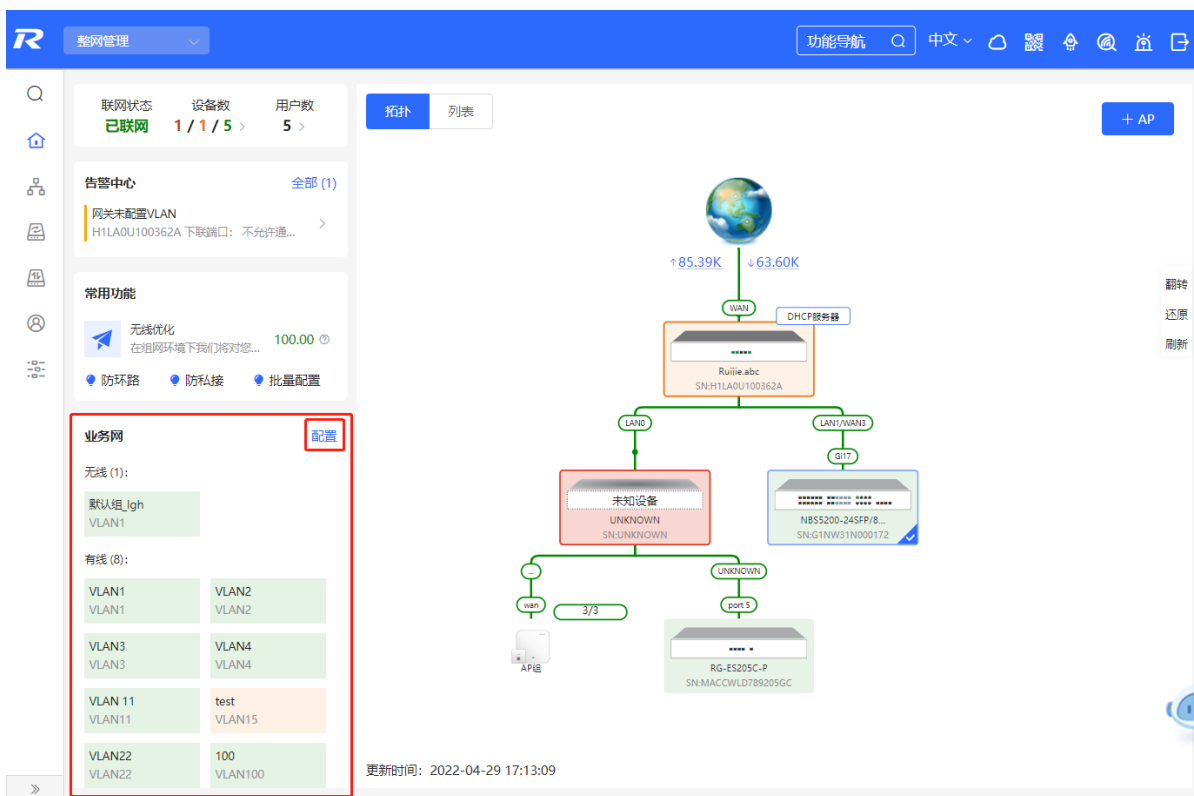 整网管理
功能导航
中文
联网状态 设备数 用户数
已联网 1 / 1 / 5 > 5 >
告警中心 全部 (1)
网关未配置VLAN
H1LA0U100362A 下联端口： 不允许通...
常用功能
无线优化
在组网环境下我们将对您...
100.00
防环路 防私接 批量配置
业务网 配置
无线 (1):
默认组_lgh
VLAN1
有线 (8):
VLAN1 VLAN2
VLAN1 VLAN2
VLAN3 VLAN4
VLAN3 VLAN4
VLAN 11 test
VLAN11 VLAN15
VLAN22 100
VLAN22 VLAN100
拓扑 列表
+ AP
↑85.39K ↓63.60K
WAN
DHCP服务器
Ruijie.abc
SN:H1LA0U100362A
LAN0 LAN1/WAN3
Gi17
未知设备
UNKNOWN
SN:UNKNOWN
NBS5200-24SFP/8...
SN:G1NW31N000172
... UNKNOWN
wan 3/3 port 5
AP组
RG-ES205C-P
SN:MACCWLD789205GC
翻转
还原
刷新
更新时间：2022-04-29 17:13:09